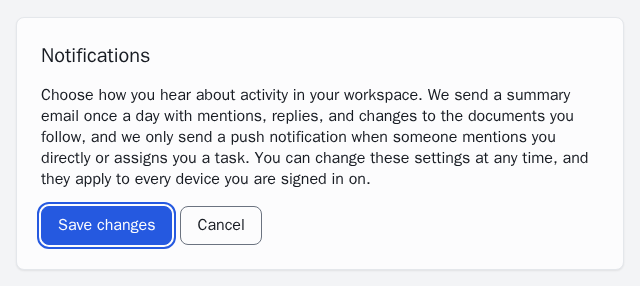 Notifications
Choose how you hear about activity in your workspace. We send a summary
email once a day with mentions, replies, and changes to the documents you
follow, and we only send a push notification when someone mentions you
directly or assigns you a task. You can change these settings at any time, and
they apply to every device you are signed in on.
Save changes
Cancel